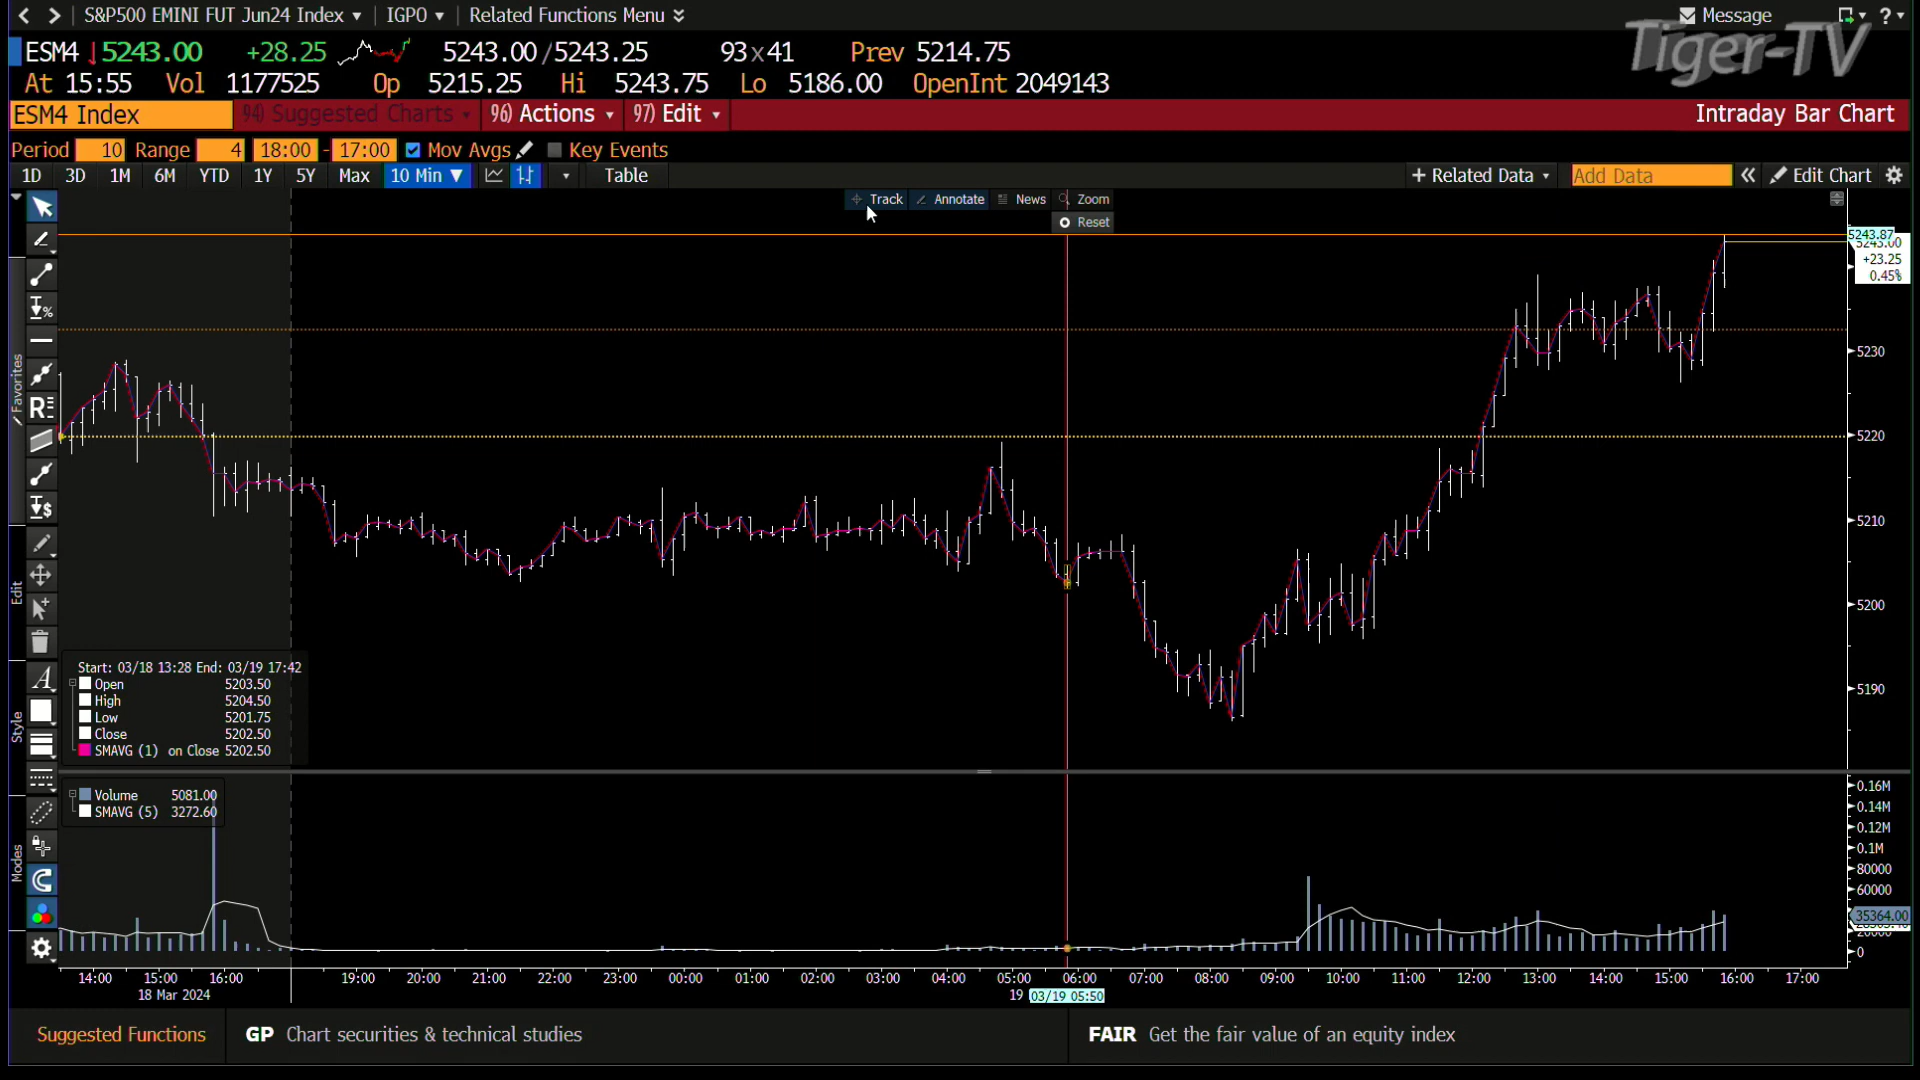 S&P500 EMINI FUT Jun24 Index ▾ | IGPO ▾ | Related Functions Menu
Message
?
Tiger-TV
ESM4 ↓5243.00 +28.25 5243.00/5243.25 93x41 Prev 5214.75
At 15:55 Vol 1177525 Op 5215.25 Hi 5243.75 Lo 5186.00 OpenInt 2049143
ESM4 Index 94) Suggested Charts 96) Actions 97) Edit Intraday Bar Chart
Period 10 Range 4 18:00 - 17:00 Mov Avgs Key Events
1D 3D 1M 6M YTD 1Y 5Y Max 10 Min ▼ Table + Related Data Add Data « Edit Chart
Track Annotate News Zoom
Reset
5243.87
5243.00
+23.25
0.45%
5230
5220
5210
5200
5190
Favorites
Edit
Style
Modes
Start: 03/18 13:28 End: 03/19 17:42
Open 5203.50
High 5204.50
Low 5201.75
Close 5202.50
SMAVG (1) on Close 5202.50
Volume 5081.00
SMAVG (5) 3272.60
0.16M
0.14M
0.12M
0.1M
80000
60000
35364.00
20000
0
14:00 15:00 16:00 19:00 20:00 21:00 22:00 23:00 00:00 01:00 02:00 03:00 04:00 05:00 06:00 07:00 08:00 09:00 10:00 11:00 12:00 13:00 14:00 15:00 16:00 17:00
18 Mar 2024 19 03/19 05:50
Suggested Functions GP Chart securities & technical studies FAIR Get the fair value of an equity index